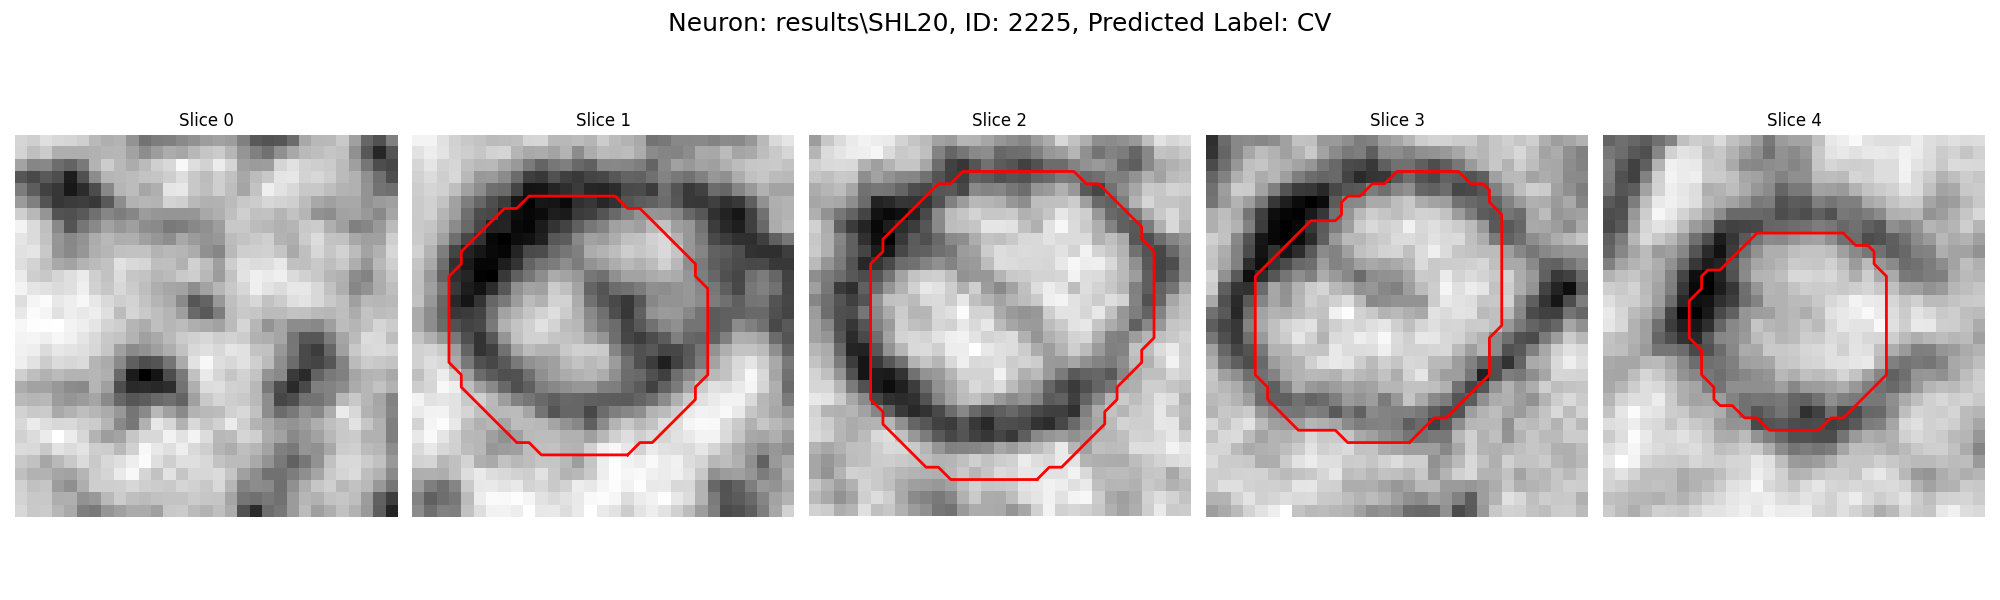 Neuron: results\SHL20, ID: 2225, Predicted Label: CV
Slice 0
Slice 1
Slice 2
Slice 3
Slice 4